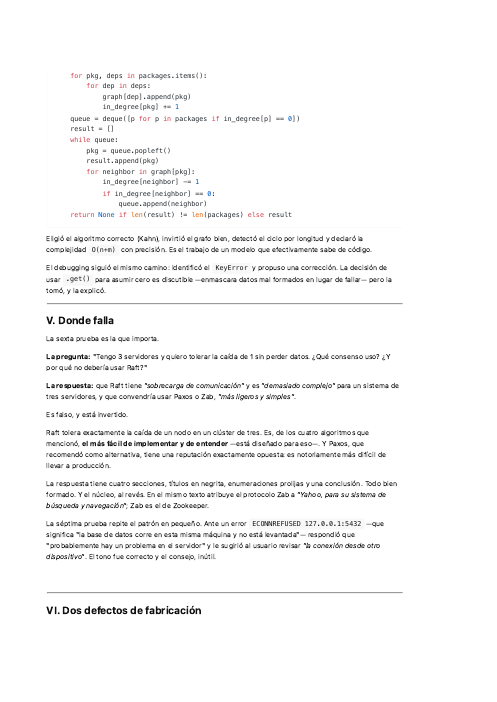 for pkg, deps in packages.items():
for dep in deps:
graph[dep].append(pkg)
in_degree[pkg] += 1
queue = deque([p for p in packages if in_degree[p] == 0])
result = []
while queue:
pkg = queue.popleft()
result.append(pkg)
for neighbor in graph[pkg]:
in_degree[neighbor] -= 1
if in_degree[neighbor] == 0:
queue.append(neighbor)
return None if len(result) != len(packages) else result
Eligió el algoritmo correcto (Kahn), invirtió el grafo bien, detectó el ciclo por longitud y declaró la
complejidad O(n+m) con precisión. Es el trabajo de un modelo que efectivamente sabe de código.
El debugging siguió el mismo camino: identificó el KeyError y propuso una corrección. La decisión de
usar .get() para asumir cero es discutible —enmascara datos mal formados en lugar de fallar— pero la
tomó, y la explicó.
V. Donde falla
La sexta prueba es la que importa.
La pregunta: "Tengo 3 servidores y quiero tolerar la caída de 1 sin perder datos. ¿Qué consenso uso? ¿Y
por qué no debería usar Raft?"
La respuesta: que Raft tiene "sobrecarga de comunicación" y es "demasiado complejo" para un sistema de
tres servidores, y que convendría usar Paxos o Zab, "más ligeros y simples".
Es falso, y está invertido.
Raft tolera exactamente la caída de un nodo en un clúster de tres. Es, de los cuatro algoritmos que
mencionó, el más fácil de implementar y de entender —está diseñado para eso—. Y Paxos, que
recomendó como alternativa, tiene una reputación exactamente opuesta: es notoriamente más difícil de
llevar a producción.
La respuesta tiene cuatro secciones, títulos en negrita, enumeraciones prolijas y una conclusión. Todo bien
formado. Y el núcleo, al revés. En el mismo texto atribuye el protocolo Zab a "Yahoo, para su sistema de
búsqueda y navegación"; Zab es el de Zookeeper.
La séptima prueba repite el patrón en pequeño. Ante un error ECONNREFUSED 127.0.0.1:5432 —que
significa "la base de datos corre en esta misma máquina y no está levantada"— respondió que
"probablemente hay un problema en el servidor" y le sugirió al usuario revisar "la conexión desde otro
dispositivo". El tono fue correcto y el consejo, inútil.
VI. Dos defectos de fabricación